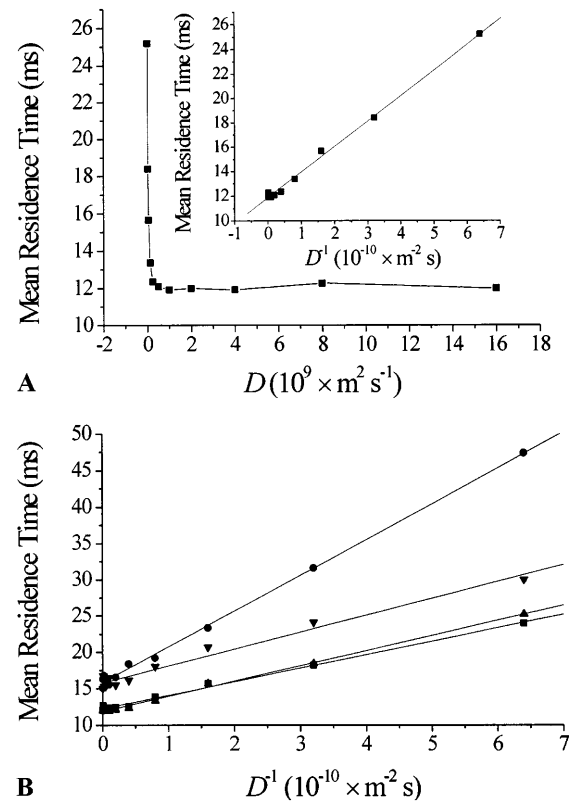 Mean Residence Time (ms)
26
24
22
20
18
16
14
12
10
-2 0 2 4 6 8 10 12 14 16 18
D (10⁹ × m² s⁻¹)
Mean Residence Time (ms)
26
24
22
20
18
16
14
12
10
-1 0 1 2 3 4 5 6 7
D⁻¹ (10⁻¹⁰ × m⁻² s)
A
Mean Residence Time (ms)
50
45
40
35
30
25
20
15
10
0 1 2 3 4 5 6 7
D⁻¹ (10⁻¹⁰ × m⁻² s)
B